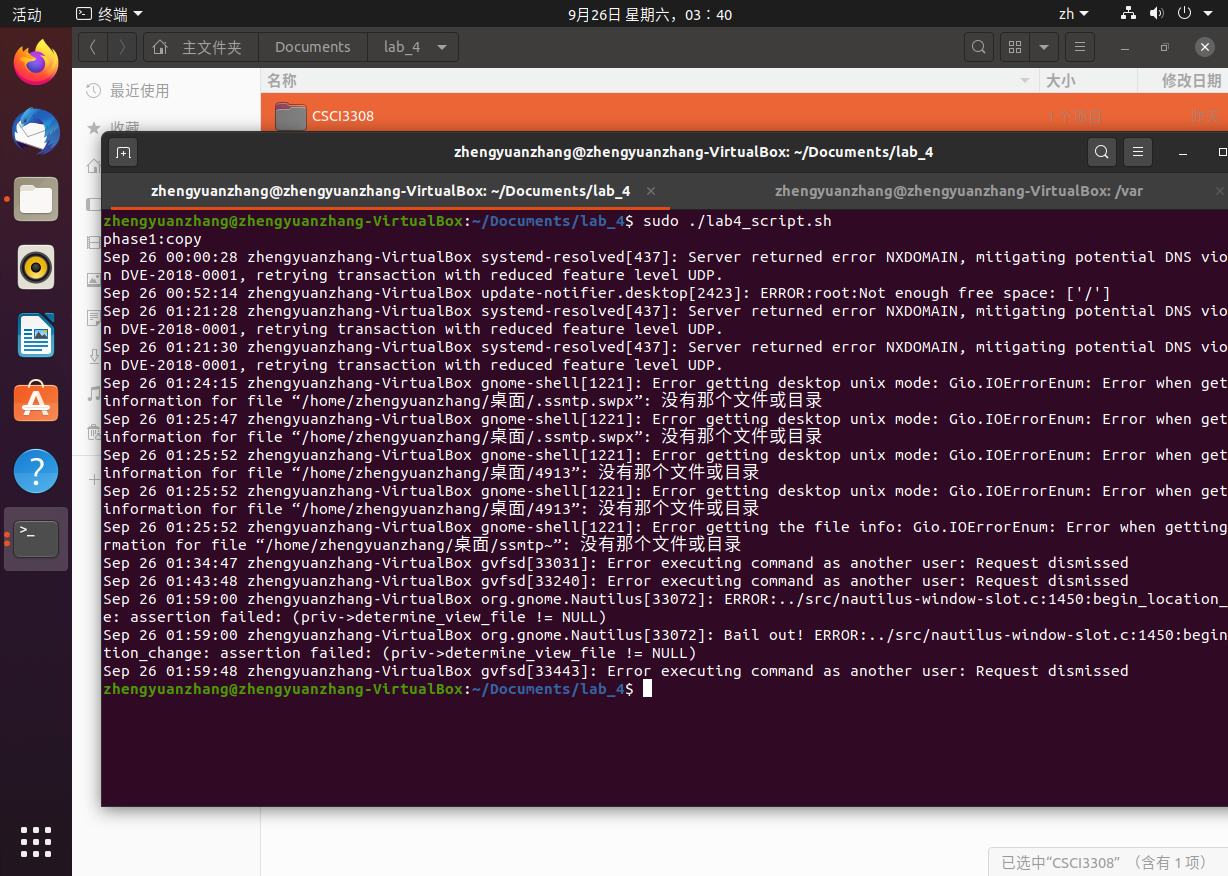 活动
终端
9月26日 星期六，03：40
zh
主文件夹
Documents
lab_4
最近使用
名称
大小
修改日期
收藏
CSCI3308
1 个项目
昨天
zhengyuanzhang@zhengyuanzhang-VirtualBox: ~/Documents/lab_4
zhengyuanzhang@zhengyuanzhang-VirtualBox: ~/Documents/lab_4
zhengyuanzhang@zhengyuanzhang-VirtualBox: /var
zhengyuanzhang@zhengyuanzhang-VirtualBox:~/Documents/lab_4$ sudo ./lab4_script.sh
phase1:copy
Sep 26 00:00:28 zhengyuanzhang-VirtualBox systemd-resolved[437]: Server returned error NXDOMAIN, mitigating potential DNS vio
n DVE-2018-0001, retrying transaction with reduced feature level UDP.
Sep 26 00:52:14 zhengyuanzhang-VirtualBox update-notifier.desktop[2423]: ERROR:root:Not enough free space: ['/']
Sep 26 01:21:28 zhengyuanzhang-VirtualBox systemd-resolved[437]: Server returned error NXDOMAIN, mitigating potential DNS vio
n DVE-2018-0001, retrying transaction with reduced feature level UDP.
Sep 26 01:21:30 zhengyuanzhang-VirtualBox systemd-resolved[437]: Server returned error NXDOMAIN, mitigating potential DNS vio
n DVE-2018-0001, retrying transaction with reduced feature level UDP.
Sep 26 01:24:15 zhengyuanzhang-VirtualBox gnome-shell[1221]: Error getting desktop unix mode: Gio.IOErrorEnum: Error when get
information for file “/home/zhengyuanzhang/桌面/.ssmtp.swpx”: 没有那个文件或目录
Sep 26 01:25:47 zhengyuanzhang-VirtualBox gnome-shell[1221]: Error getting desktop unix mode: Gio.IOErrorEnum: Error when get
information for file “/home/zhengyuanzhang/桌面/.ssmtp.swpx”: 没有那个文件或目录
Sep 26 01:25:52 zhengyuanzhang-VirtualBox gnome-shell[1221]: Error getting desktop unix mode: Gio.IOErrorEnum: Error when get
information for file “/home/zhengyuanzhang/桌面/4913”: 没有那个文件或目录
Sep 26 01:25:52 zhengyuanzhang-VirtualBox gnome-shell[1221]: Error getting desktop unix mode: Gio.IOErrorEnum: Error when get
information for file “/home/zhengyuanzhang/桌面/4913”: 没有那个文件或目录
Sep 26 01:25:52 zhengyuanzhang-VirtualBox gnome-shell[1221]: Error getting the file info: Gio.IOErrorEnum: Error when getting
rmation for file “/home/zhengyuanzhang/桌面/ssmtp~”: 没有那个文件或目录
Sep 26 01:34:47 zhengyuanzhang-VirtualBox gvfsd[33031]: Error executing command as another user: Request dismissed
Sep 26 01:43:48 zhengyuanzhang-VirtualBox gvfsd[33240]: Error executing command as another user: Request dismissed
Sep 26 01:59:00 zhengyuanzhang-VirtualBox org.gnome.Nautilus[33072]: ERROR:../src/nautilus-window-slot.c:1450:begin_location_
e: assertion failed: (priv->determine_view_file != NULL)
Sep 26 01:59:00 zhengyuanzhang-VirtualBox org.gnome.Nautilus[33072]: Bail out! ERROR:../src/nautilus-window-slot.c:1450:begin
tion_change: assertion failed: (priv->determine_view_file != NULL)
Sep 26 01:59:48 zhengyuanzhang-VirtualBox gvfsd[33443]: Error executing command as another user: Request dismissed
zhengyuanzhang@zhengyuanzhang-VirtualBox:~/Documents/lab_4$
已选中“CSCI3308” （含有 1 项）